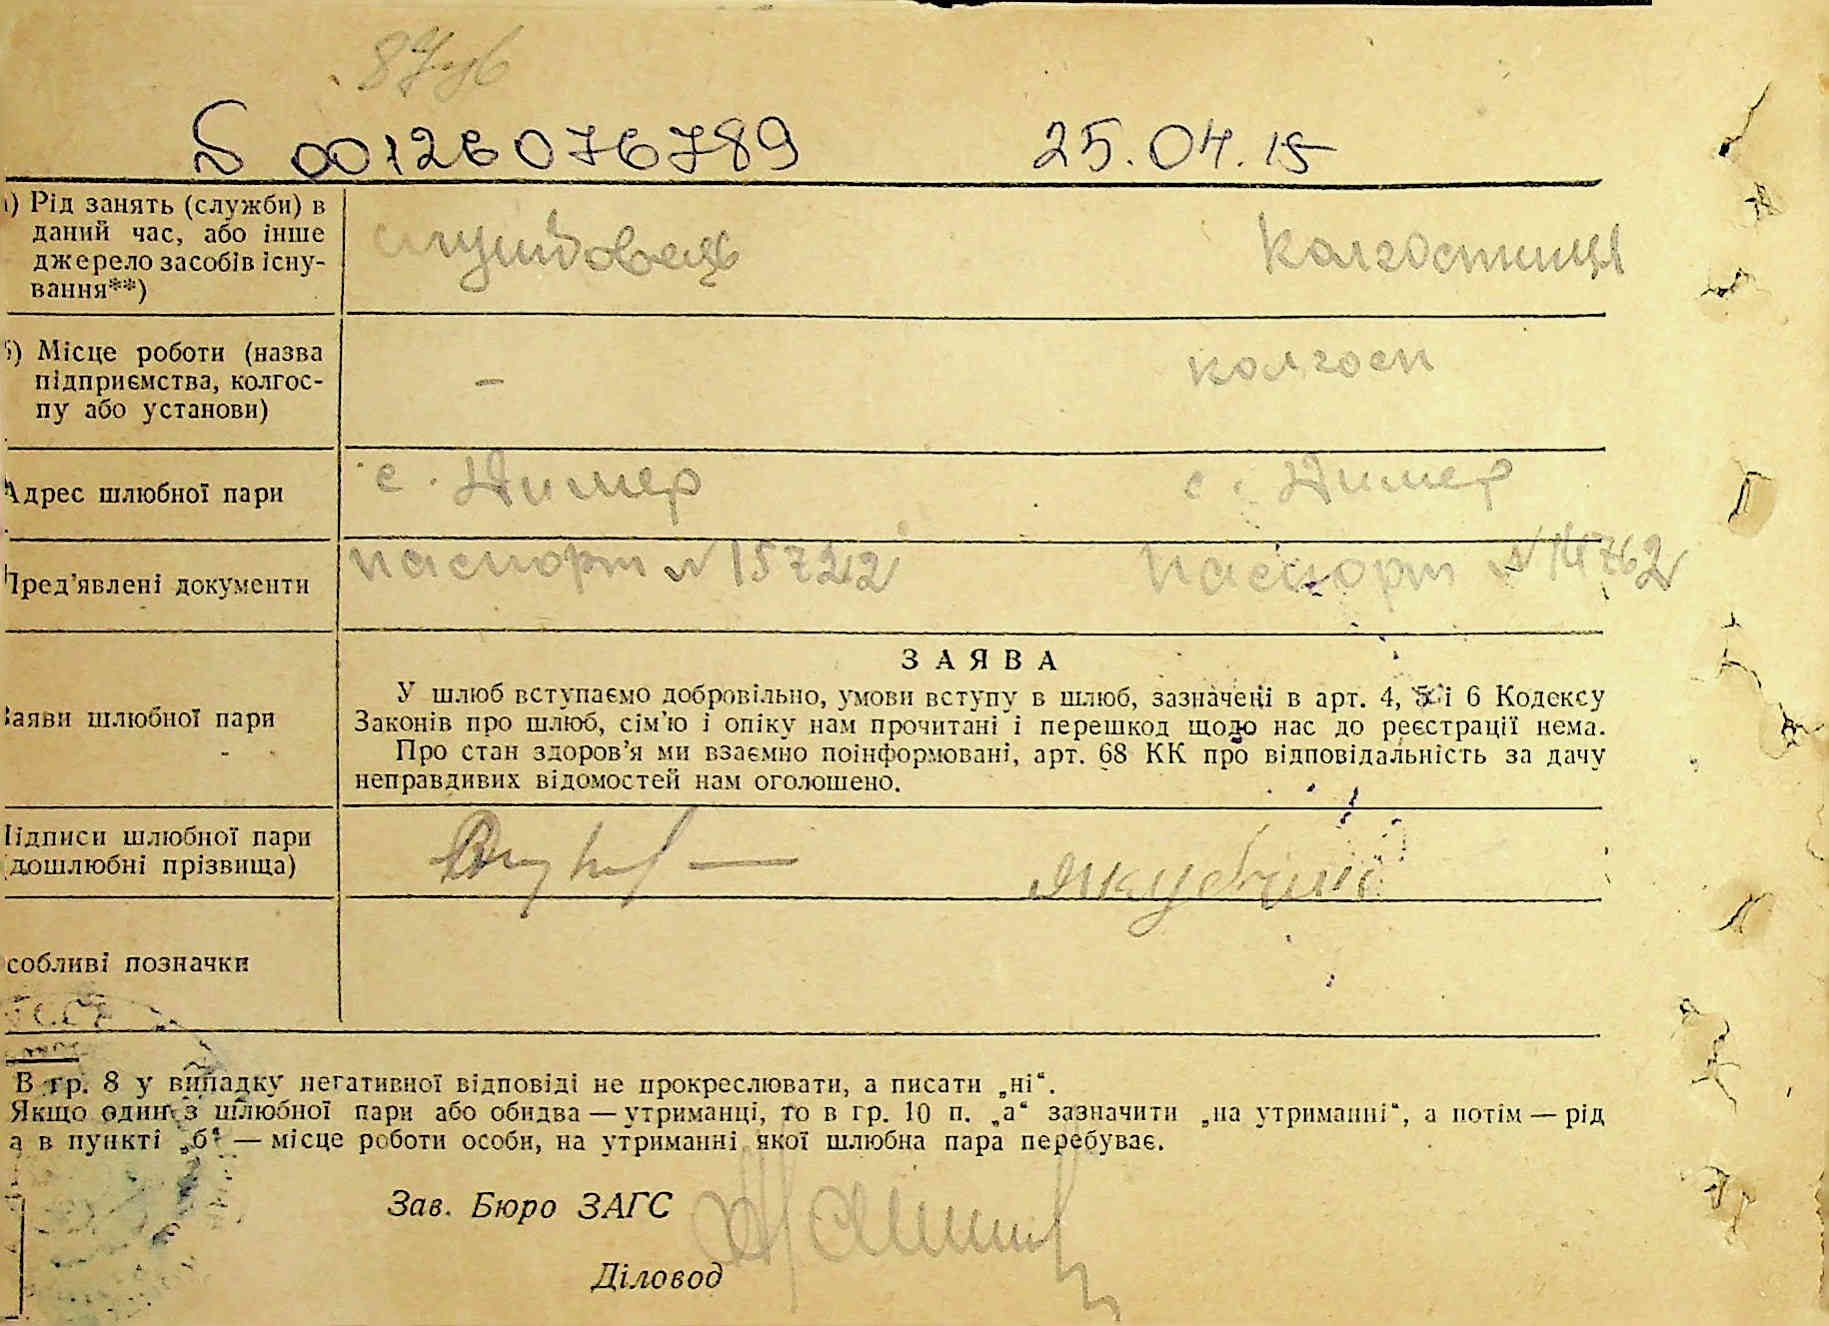 S 00126076789 25.04.15
а) Рід занять (служби) в
даний час, або інше
джерело засобів існу-
вання**)
службовець колгоспниця
б) Місце роботи (назва
підприємства, колгос-
пу або установи)
– колгосп
Адрес шлюбної пари
с. Димер с. Димер
Пред'явлені документи
паспорт № 15722 паспорт № 14762
Заяви шлюбної пари
ЗАЯВА
У шлюб вступаємо добровільно, умови вступу в шлюб, зазначені в арт. 4, 5 і 6 Кодексу
Законів про шлюб, сім'ю і опіку нам прочитані і перешкод щодо нас до реєстрації нема.
Про стан здоров'я ми взаємно поінформовані, арт. 68 КК про відповідальність за дачу
неправдивих відомостей нам оголошено.
Підписи шлюбної пари
(дошлюбні прізвища)
собливі позначки
В гр. 8 у випадку негативної відповіді не прокреслювати, а писати „ні“.
Якщо один з шлюбної пари або обидва — утриманці, то в гр. 10 п. „а“ зазначити „на утриманні“, а потім — рід
а в пункті „б“ — місце роботи особи, на утриманні якої шлюбна пара перебуває.
Зав. Бюро ЗАГС
Діловод